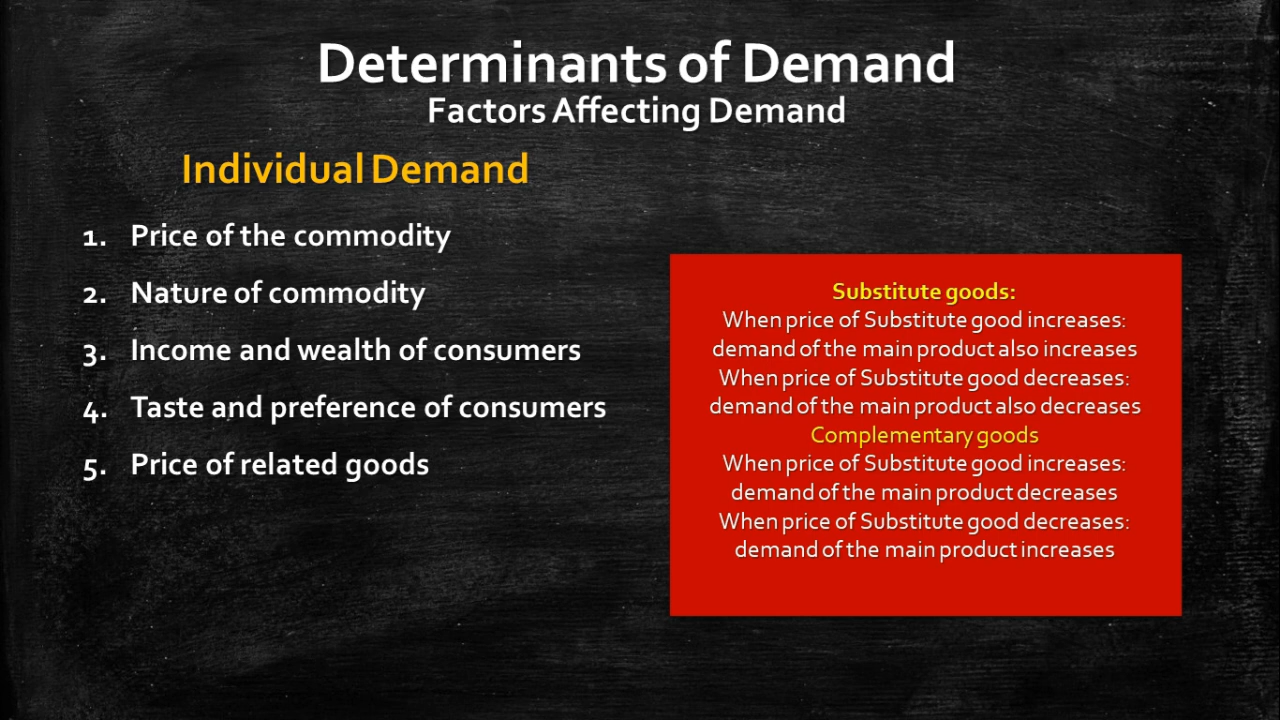 Determinants of Demand
Factors Affecting Demand
Individual Demand
1. Price of the commodity
2. Nature of commodity
3. Income and wealth of consumers
4. Taste and preference of consumers
5. Price of related goods
Substitute goods:
When price of Substitute good increases:
demand of the main product also increases
When price of Substitute good decreases:
demand of the main product also decreases
Complementary goods
When price of Substitute good increases:
demand of the main product decreases
When price of Substitute good decreases:
demand of the main product increases